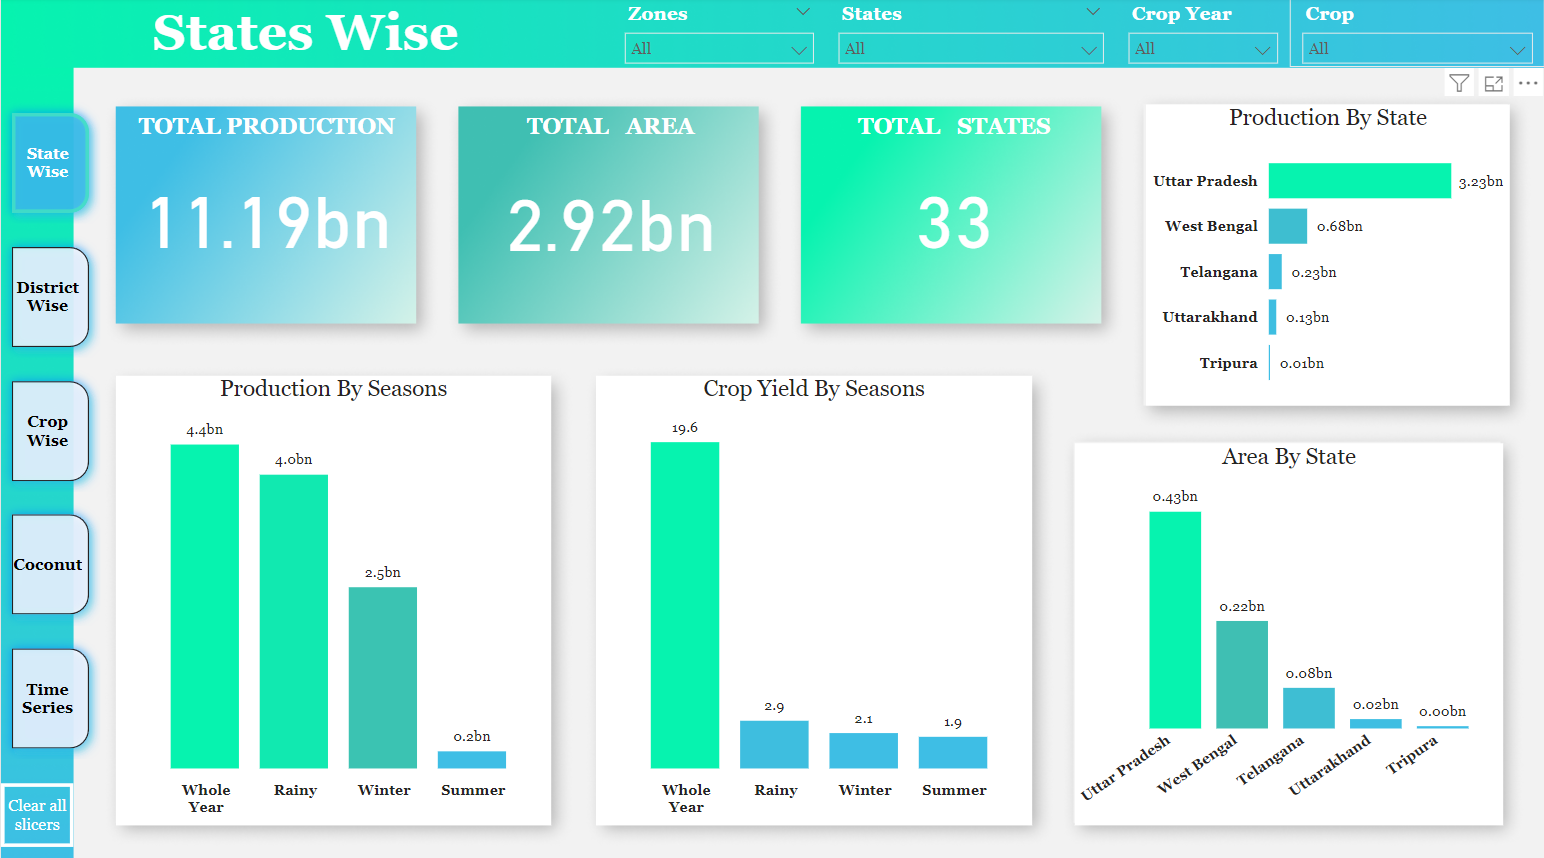 States Wise
Zones
All
States
All
Crop Year
All
Crop
All
State
Wise
District
Wise
Crop
Wise
Coconut
Time
Series
Clear all
slicers
TOTAL PRODUCTION
11.19bn
TOTAL AREA
2.92bn
TOTAL STATES
33
Production By State
Uttar Pradesh 3.23bn
West Bengal 0.68bn
Telangana 0.23bn
Uttarakhand 0.13bn
Tripura 0.01bn
Production By Seasons
4.4bn
4.0bn
2.5bn
0.2bn
Whole
Year
Rainy
Winter
Summer
Crop Yield By Seasons
19.6
2.9
2.1
1.9
Whole
Year
Rainy
Winter
Summer
Area By State
0.43bn
0.22bn
0.08bn
0.02bn
0.00bn
Uttar Pradesh
West Bengal
Telangana
Uttarakhand
Tripura